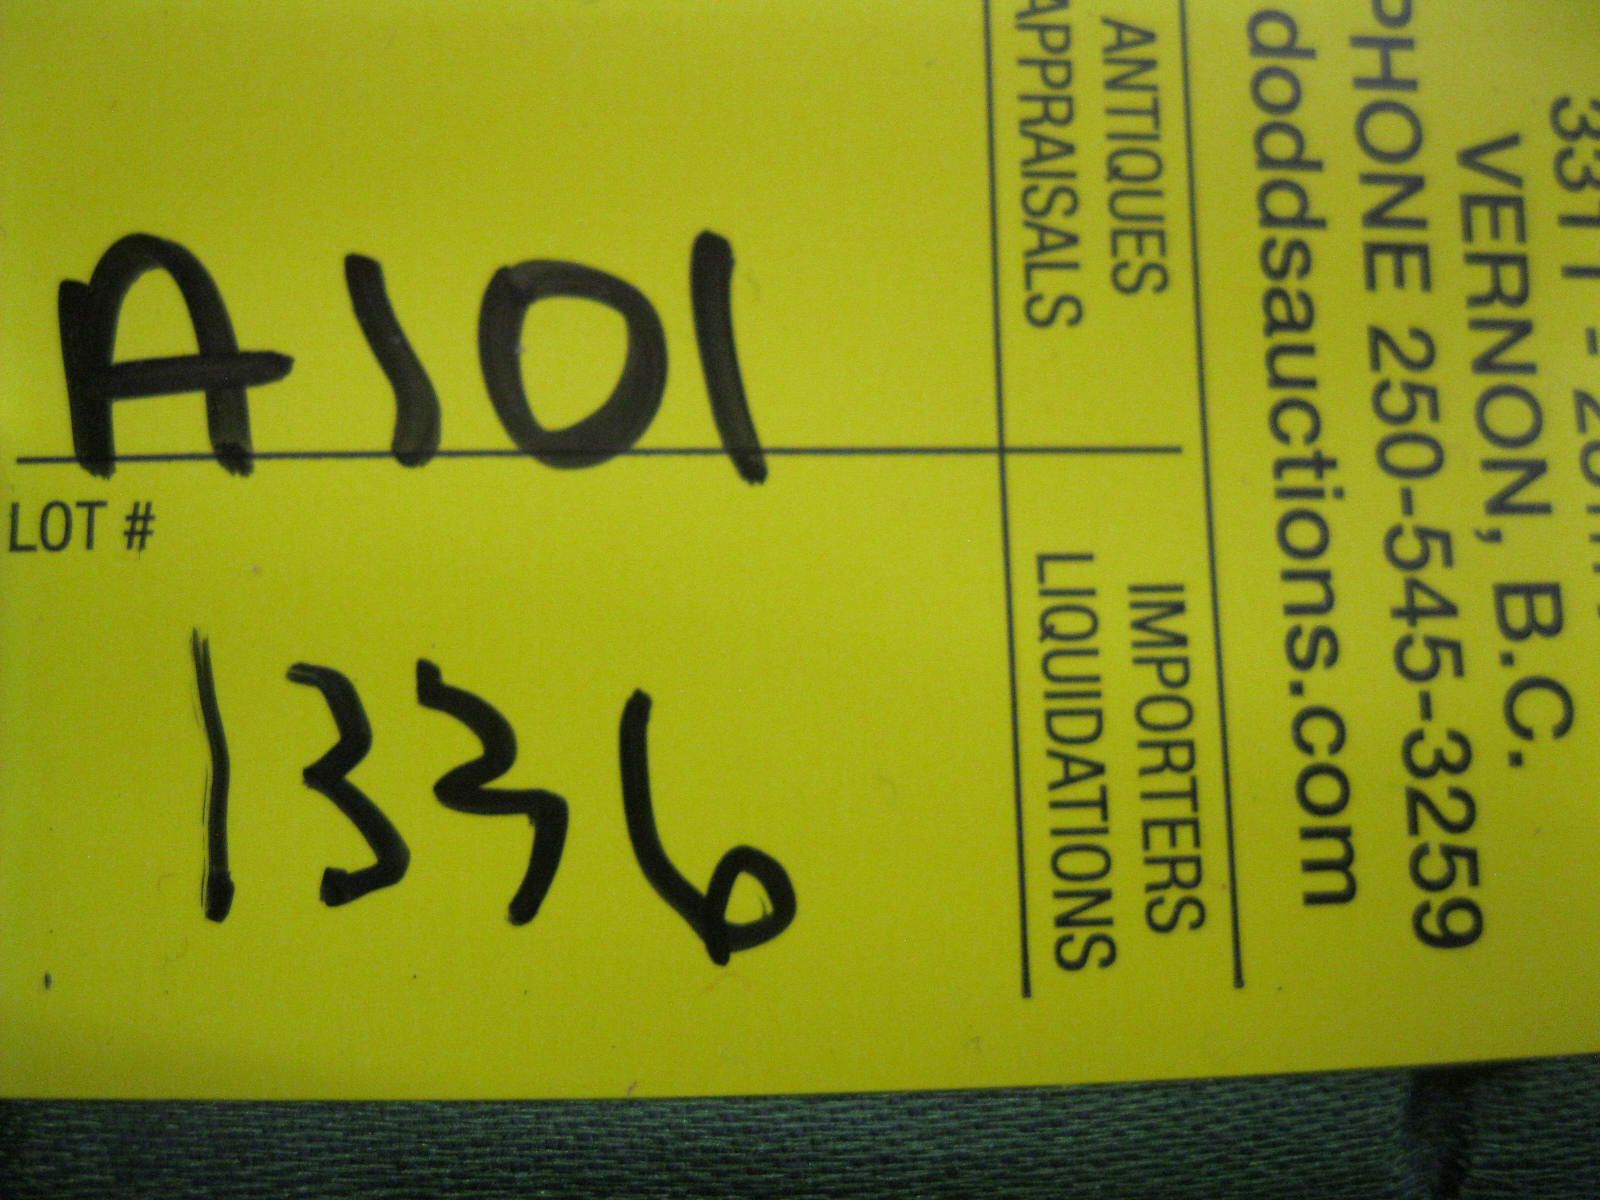 A101
LOT #
1336
ANTIQUES
APPRAISALS
IMPORTERS
LIQUIDATIONS
VERNON, B.C.
PHONE 250-545-3259
doddsauctions.com